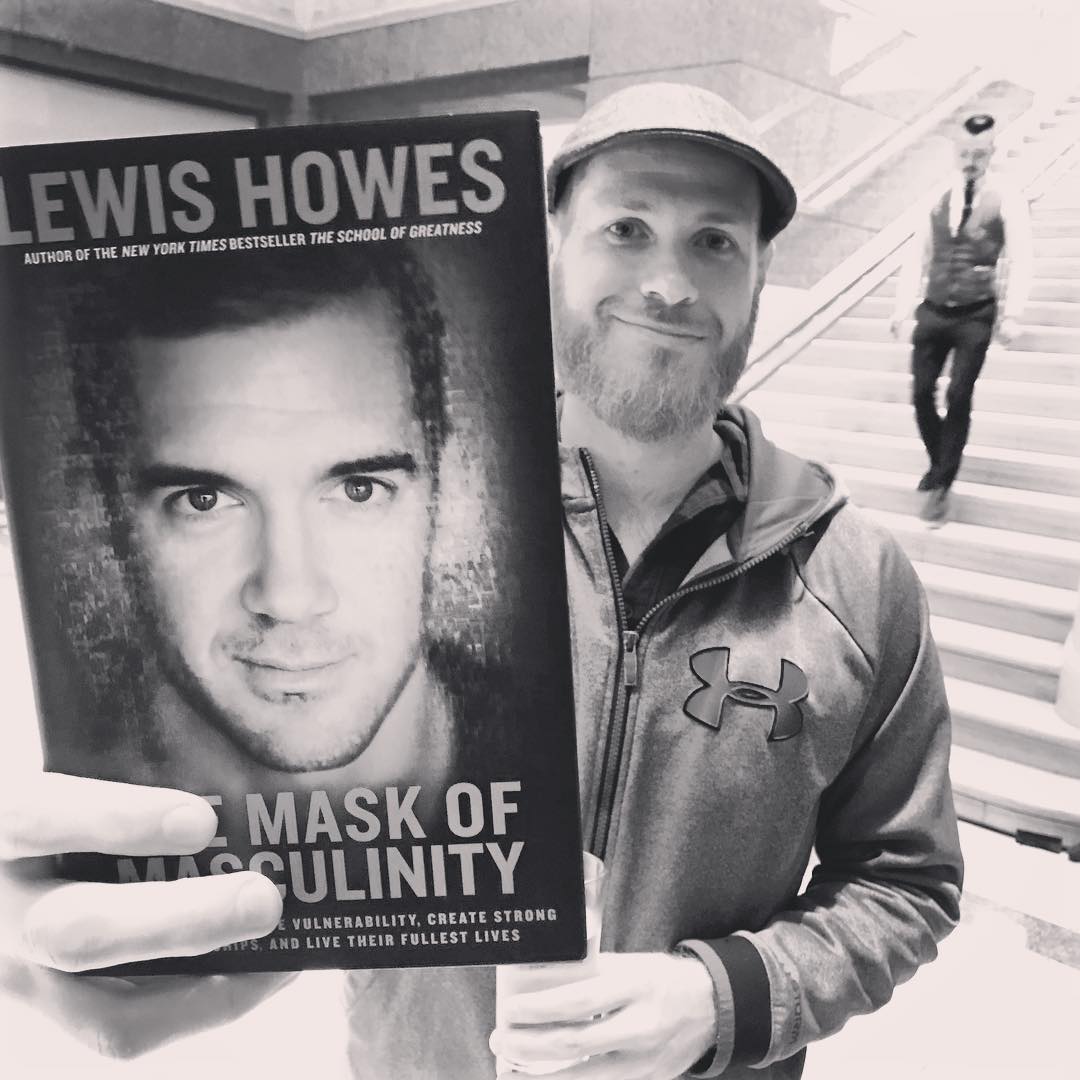 LEWIS HOWES
AUTHOR OF THE NEW YORK TIMES BESTSELLER THE SCHOOL OF GREATNESS
MASK OF
MASCULINITY
VULNERABILITY, CREATE STRONG
AND LIVE THEIR FULLEST LIVES